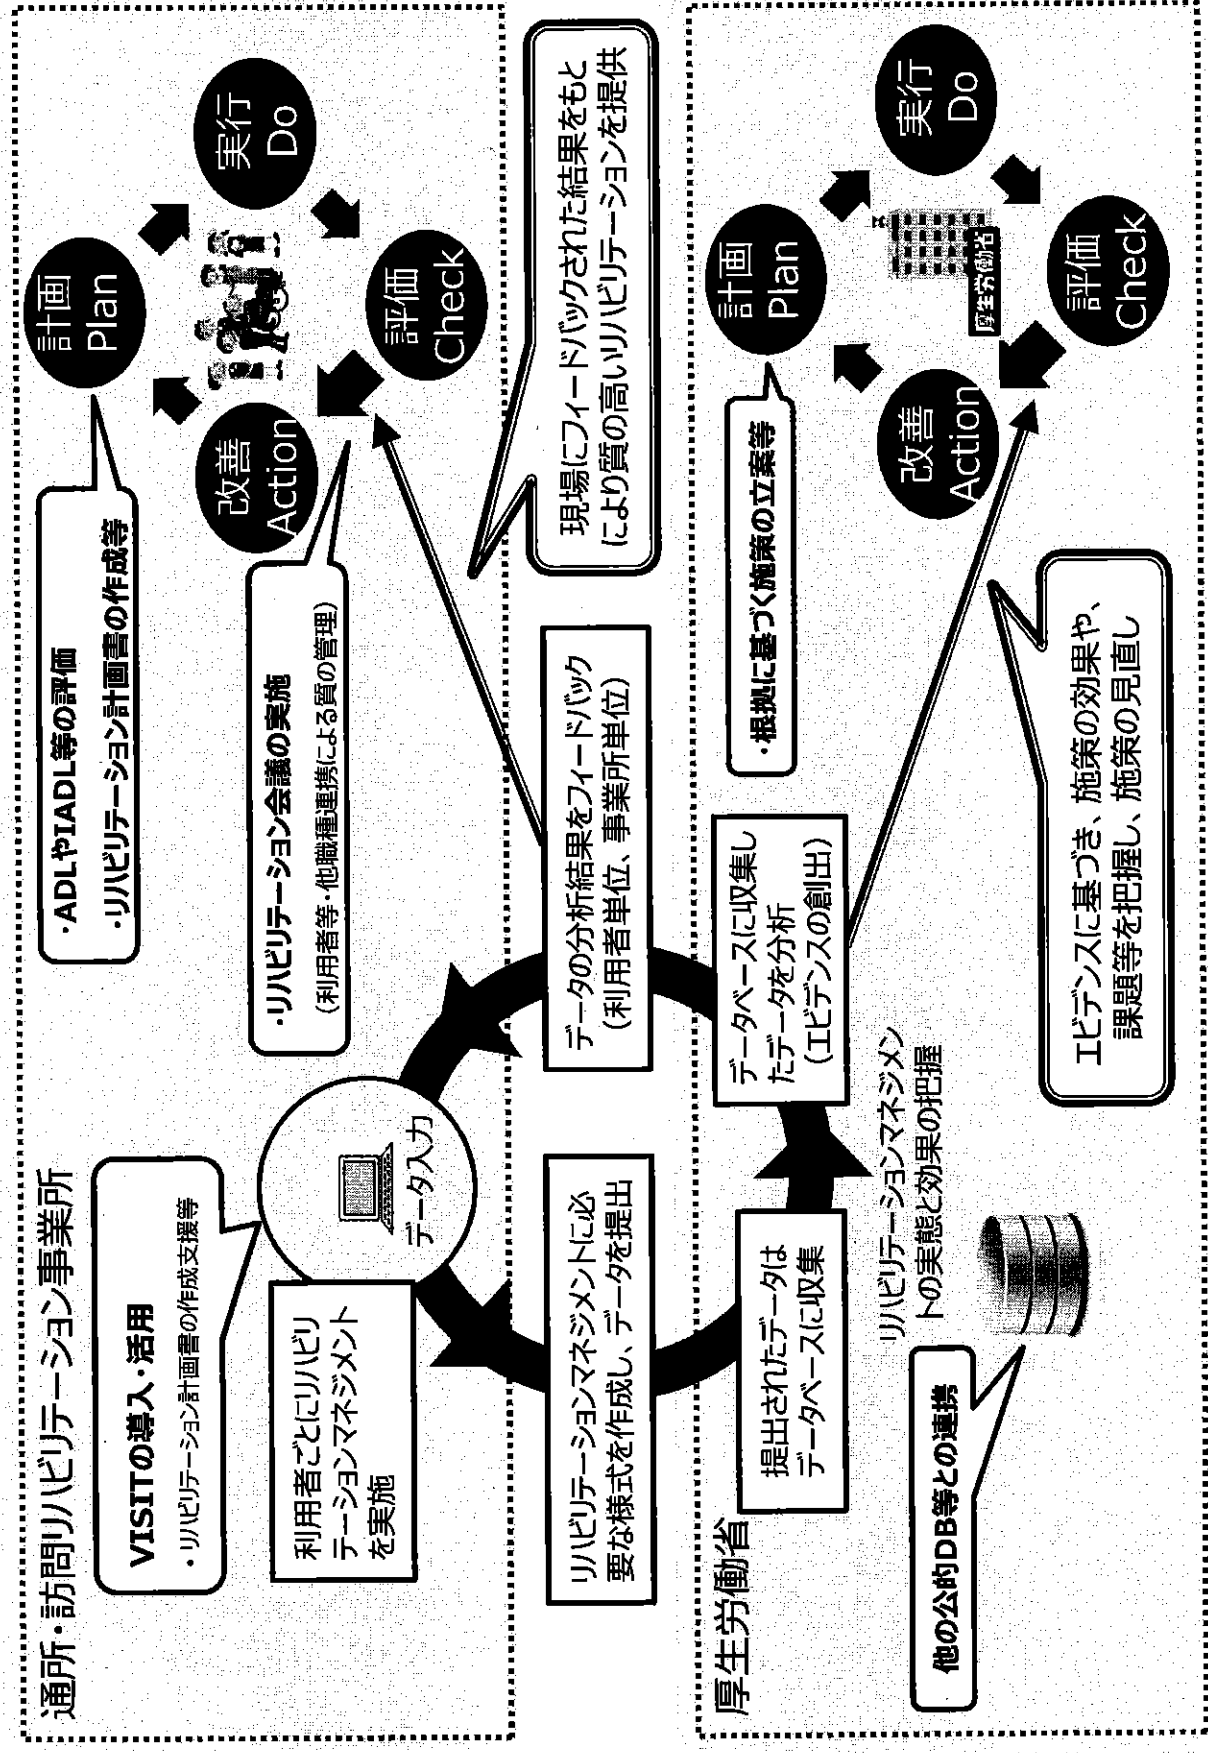 通所・訪問リハビリテーション事業所
VISITの導入・活用
・リハビリテーション計画書の作成支援等
利用者ごとにリハビリ
テーションマネジメント
を実施
データ入力
・ADLやIADL等の評価
・リハビリテーション計画書の作成等
・リハビリテーション会議の実施
(利用者等・他職種連携による質の管理)
計画
Plan
実行
Do
評価
Check
改善
Action
リハビリテーションマネジメントに必
要な様式を作成し、データを提出
データの分析結果をフィードバック
(利用者単位、事業所単位)
現場にフィードバックされた結果をもと
により質の高いリハビリテーションを提供
厚生労働省
提出されたデータは
データベースに収集
データベースに収集し
たデータを分析
(エビデンスの創出)
リハビリテーションマネジメン
トの実態と効果の把握
他の公的DB等との連携
・根拠に基づく施策の立案等
計画
Plan
実行
Do
評価
Check
改善
Action
厚生労働省
エビデンスに基づき、施策の効果や、
課題等を把握し、施策の見直し